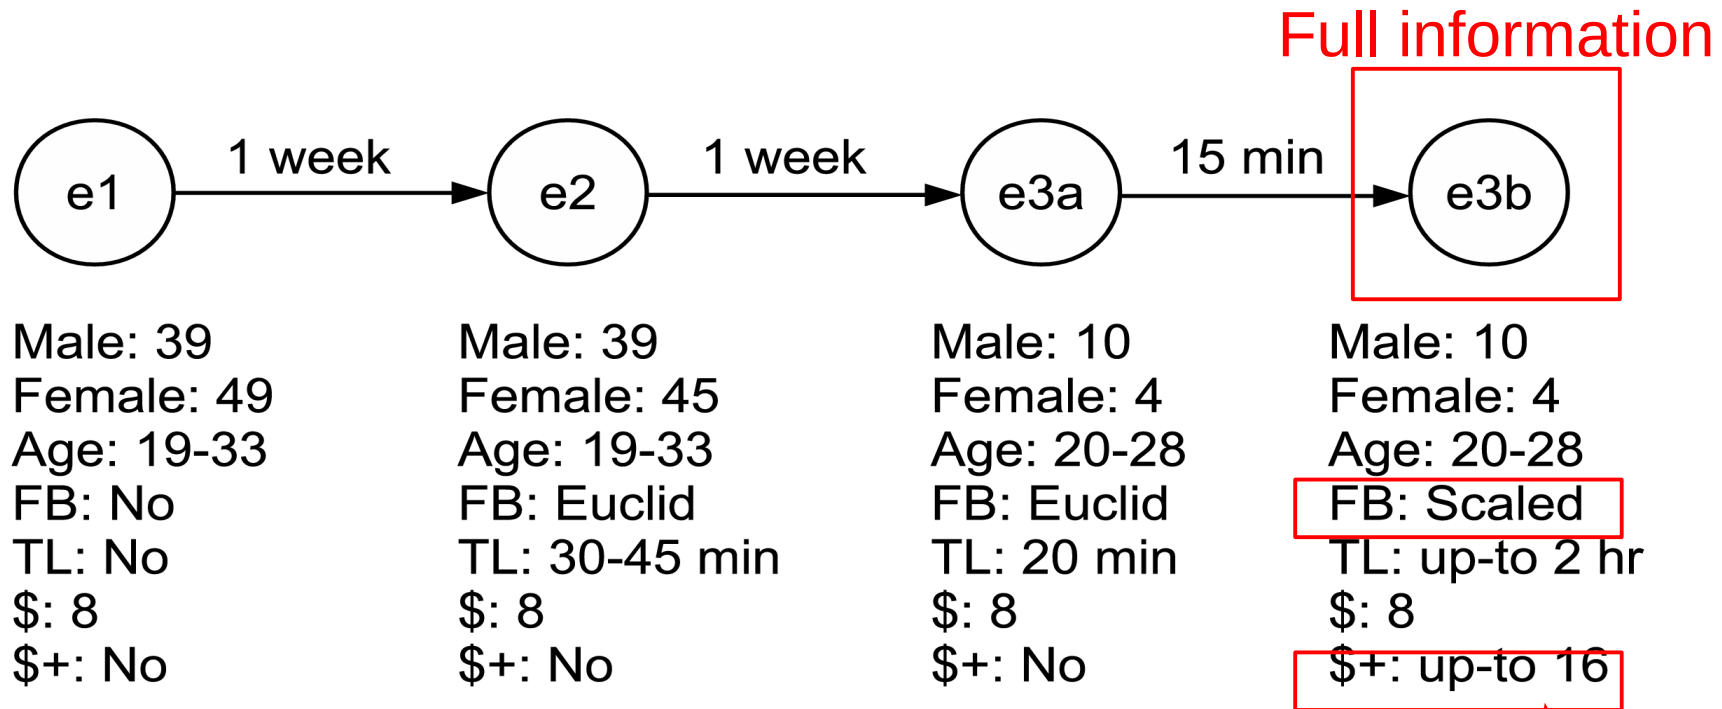 Full information
1 week
1 week
15 min
e1
e2
e3a
e3b
Male: 39
Female: 49
Age: 19-33
FB: No
TL: No
$: 8
$+: No
Male: 39
Female: 45
Age: 19-33
FB: Euclid
TL: 30-45 min
$: 8
$+: No
Male: 10
Female: 4
Age: 20-28
FB: Euclid
TL: 20 min
$: 8
$+: No
Male: 10
Female: 4
Age: 20-28
FB: Scaled
TL: up-to 2 hr
$: 8
$+: up-to 16